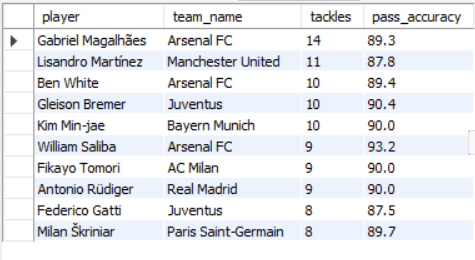 player team_name tackles pass_accuracy
Gabriel Magalhães Arsenal FC 14 89.3
Lisandro Martínez Manchester United 11 87.8
Ben White Arsenal FC 10 89.4
Gleison Bremer Juventus 10 90.4
Kim Min-jae Bayern Munich 10 90.0
William Saliba Arsenal FC 9 93.2
Fikayo Tomori AC Milan 9 90.0
Antonio Rüdiger Real Madrid 9 90.0
Federico Gatti Juventus 8 87.5
Milan Škriniar Paris Saint-Germain 8 89.7